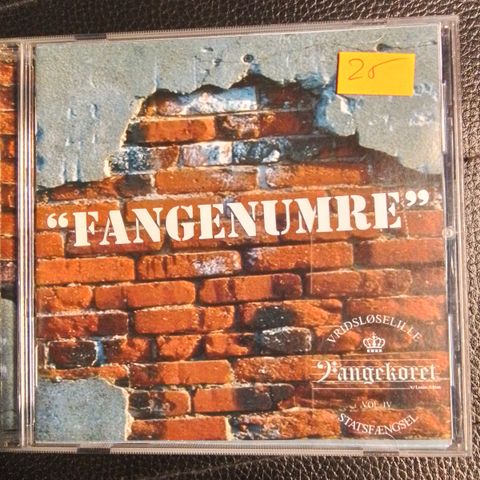 25
“FANGENUMRE”
VRIDSLØSELILLE
Fangekoret
VOL. IV
STATSFÆNGSEL